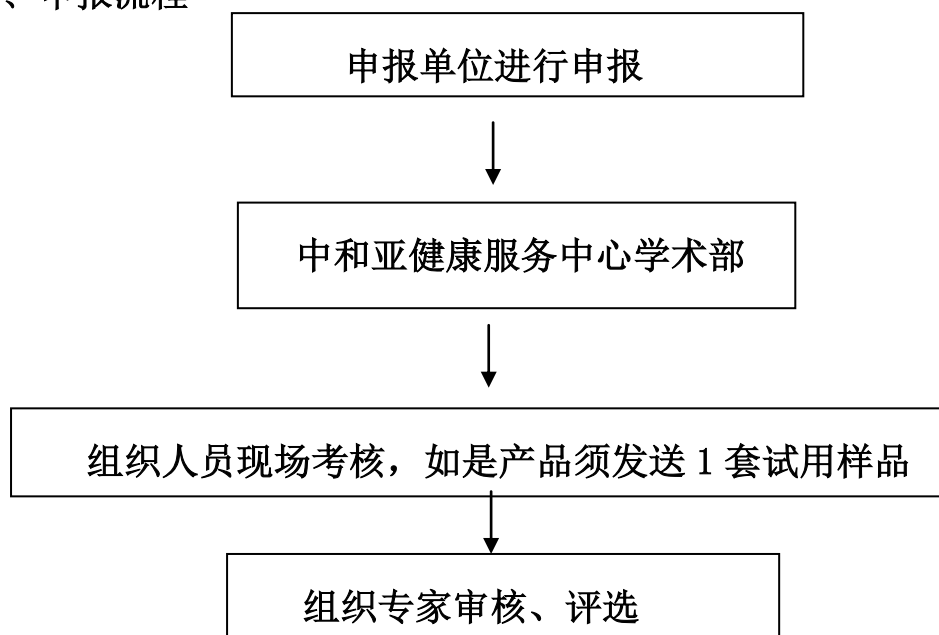 、申报流程
申报单位进行申报
中和亚健康服务中心学术部
组织人员现场考核，如是产品须发送 1 套试用样品
组织专家审核、评选